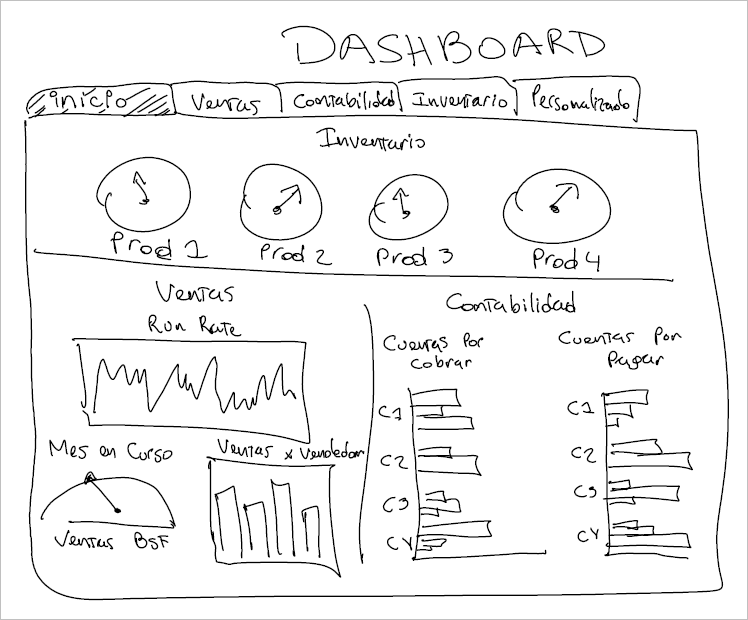 DASHBOARD
inicio Ventas Contabilidad Inventario Personalizado
Inventario
Prod 1 Prod 2 Prod 3 Prod 4
Ventas
Run Rate
Mes en Curso
Ventas BsF
Ventas x Vendedor
Contabilidad
Cuentas Por
Cobrar
C1
C2
C3
C4
Cuentas Por
Pagar
C1
C2
C3
C4